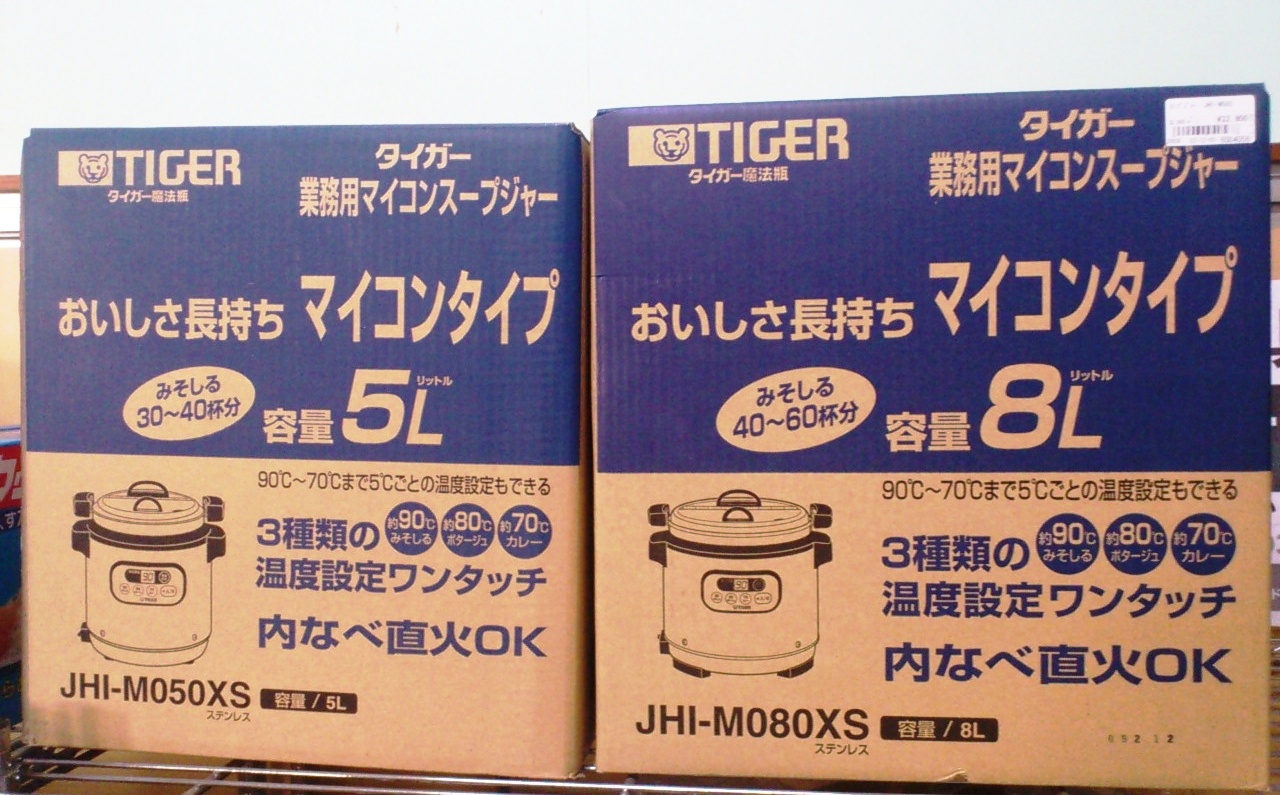 TIGER
タイガー魔法瓶
タイガー
業務用マイコンスープジャー
おいしさ長持ち マイコンタイプ
みそしる
30〜40杯分
容量 5L
リットル
90℃〜70℃まで5℃ごとの温度設定もできる
3種類の
約90℃
みそしる
約80℃
ポタージュ
約70℃
カレー
温度設定ワンタッチ
内なべ直火OK
90
TIGER
JHI-M050XS
ステンレス
容量 / 5L
TIGER
タイガー魔法瓶
タイガー
業務用マイコンスープジャー
おいしさ長持ち マイコンタイプ
みそしる
40〜60杯分
容量 8L
リットル
90℃〜70℃まで5℃ごとの温度設定もできる
3種類の
約90℃
みそしる
約80℃
ポタージュ
約70℃
カレー
温度設定ワンタッチ
内なべ直火OK
90
TIGER
JHI-M080XS
ステンレス
容量 / 8L